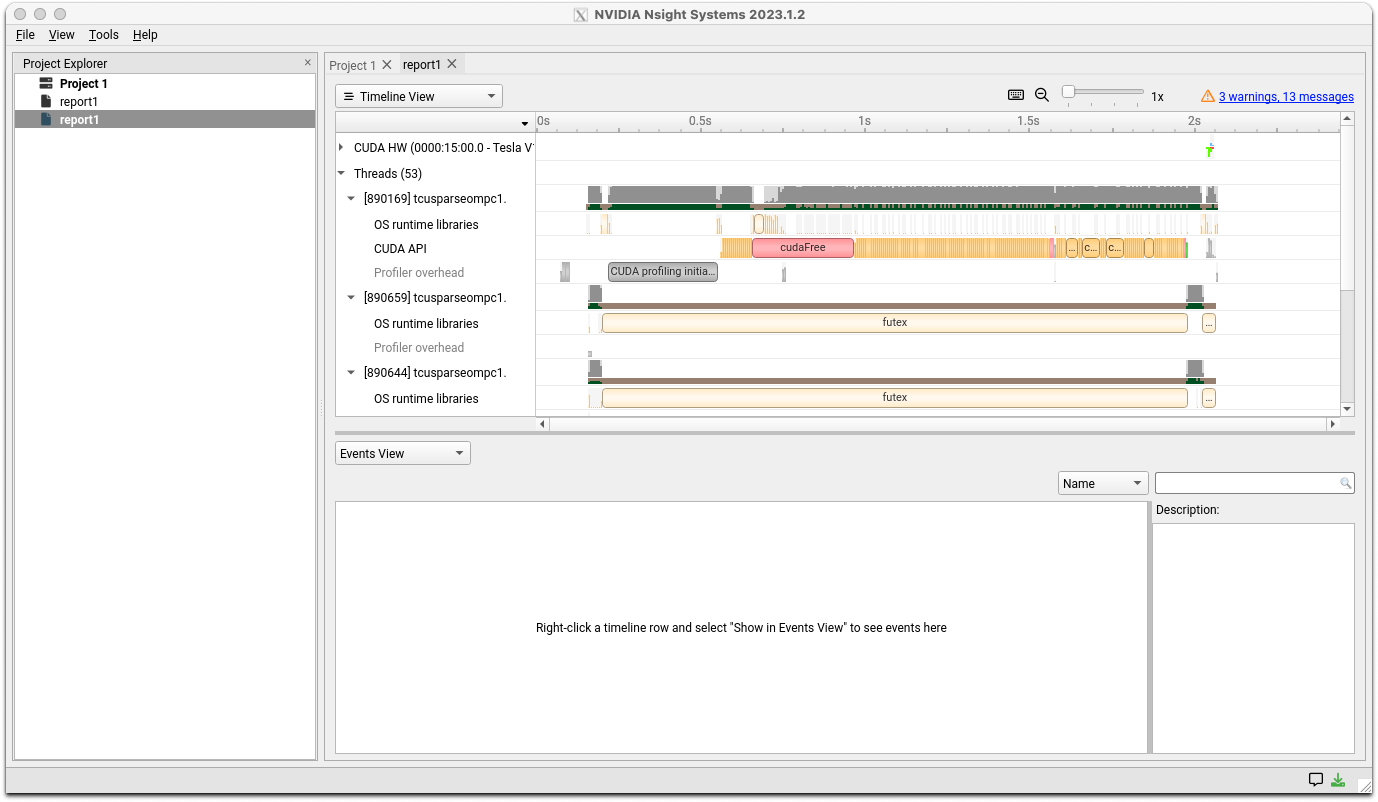 NVIDIA Nsight Systems 2023.1.2
File View Tools Help
Project Explorer
Project 1
report1
report1
Project 1 report1
Timeline View
1x
3 warnings, 13 messages
0s 0.5s 1s 1.5s 2s
CUDA HW (0000:15:00.0 - Tesla V
Threads (53)
[890169] tcusparseompc1.
OS runtime libraries
CUDA API
cudaFree
... c... c...
Profiler overhead
CUDA profiling initia...
[890659] tcusparseompc1.
OS runtime libraries
futex
...
Profiler overhead
[890644] tcusparseompc1.
OS runtime libraries
futex
...
Events View
Name
Description:
Right-click a timeline row and select "Show in Events View" to see events here